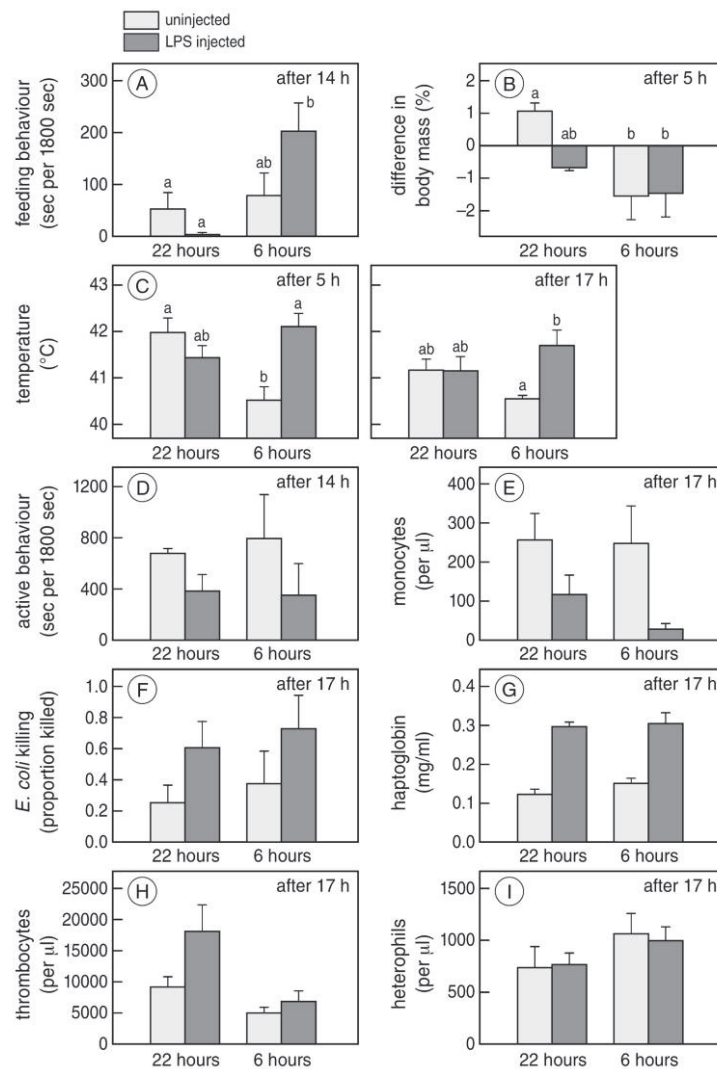 uninjected
LPS injected
A
after 14 h
feeding behaviour
(sec per 1800 sec)
300
200
100
0
a
a
ab
b
22 hours
6 hours
B
after 5 h
difference in
body mass (%)
2
1
0
−1
−2
a
ab
b
b
22 hours
6 hours
C
after 5 h
temperature
(°C)
43
42
41
40
a
ab
b
a
22 hours
6 hours
after 17 h
ab
ab
a
b
22 hours
6 hours
D
after 14 h
active behaviour
(sec per 1800 sec)
1200
800
400
0
22 hours
6 hours
E
after 17 h
monocytes
(per µl)
400
300
200
100
0
22 hours
6 hours
F
after 17 h
E. coli killing
(proportion killed)
1.0
0.8
0.6
0.4
0.2
0.0
22 hours
6 hours
G
after 17 h
haptoglobin
(mg/ml)
0.4
0.3
0.2
0.1
0.0
22 hours
6 hours
H
after 17 h
thrombocytes
(per µl)
25000
20000
15000
10000
5000
0
22 hours
6 hours
I
after 17 h
heterophils
(per µl)
1500
1000
500
0
22 hours
6 hours